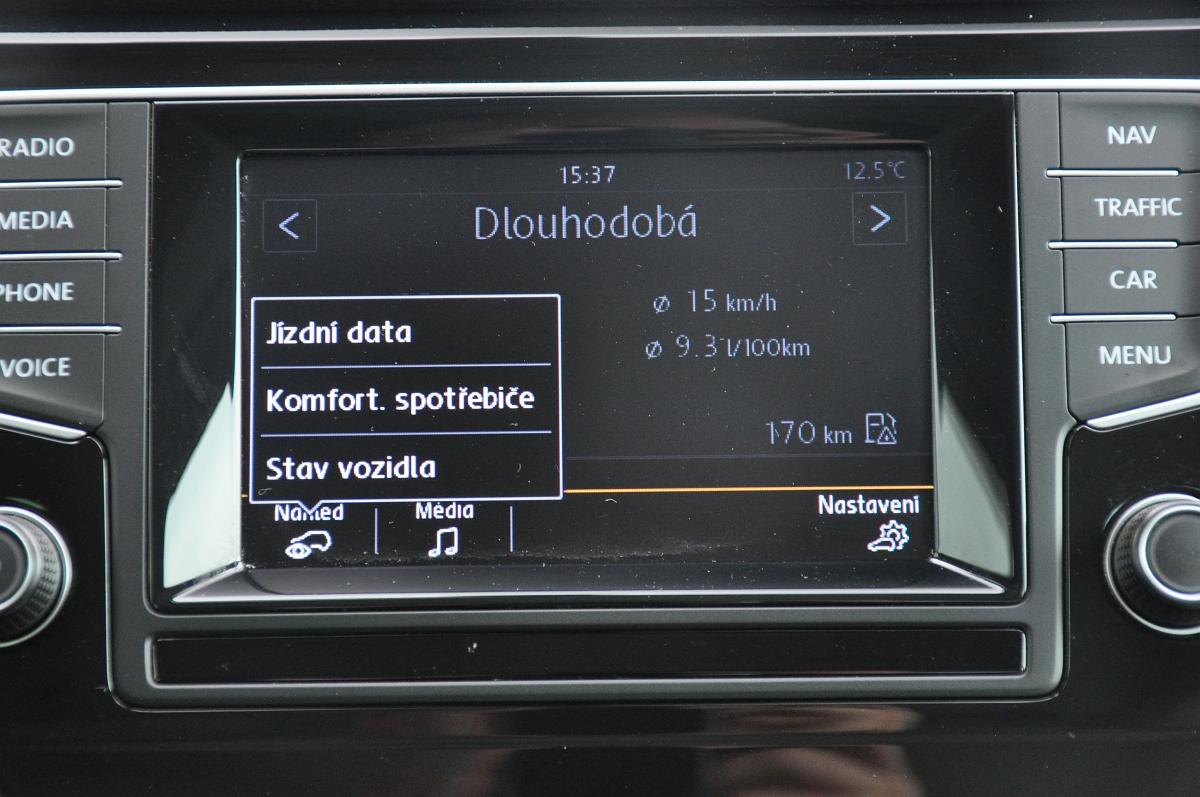 RADIO
MEDIA
PHONE
VOICE
15:37
12.5°C
<
Dlouhodobá
>
Ø 15 km/h
Ø 9.3 l/100km
170 km
Jízdní data
Komfort. spotřebiče
Stav vozidla
Náhled
Média
Nastavení
NAV
TRAFFIC
CAR
MENU